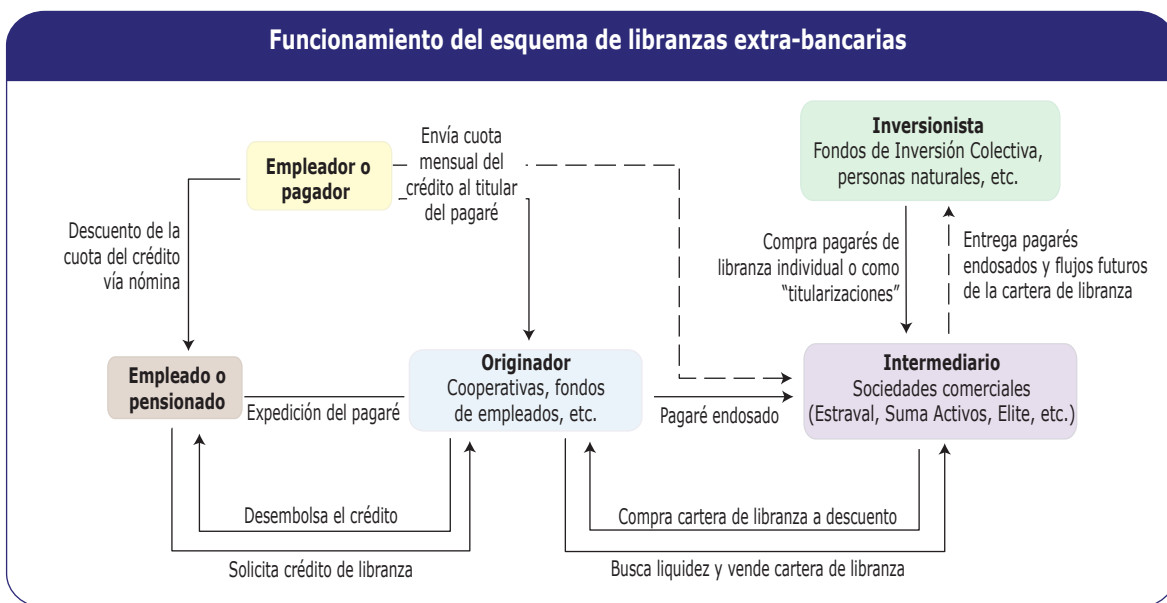 Funcionamiento del esquema de libranzas extra-bancarias
Empleador o
pagador
Envía cuota
mensual del
crédito al titular
del pagaré
Inversionista
Fondos de Inversión Colectiva,
personas naturales, etc.
Descuento de la
cuota del crédito
vía nómina
Compra pagarés de
libranza individual o como
“titularizaciones”
Entrega pagarés
endosados y flujos futuros
de la cartera de libranza
Empleado o
pensionado
Expedición del pagaré
Originador
Cooperativas, fondos
de empleados, etc.
Pagaré endosado
Intermediario
Sociedades comerciales
(Estraval, Suma Activos, Elite, etc.)
Desembolsa el crédito
Solicita crédito de libranza
Compra cartera de libranza a descuento
Busca liquidez y vende cartera de libranza